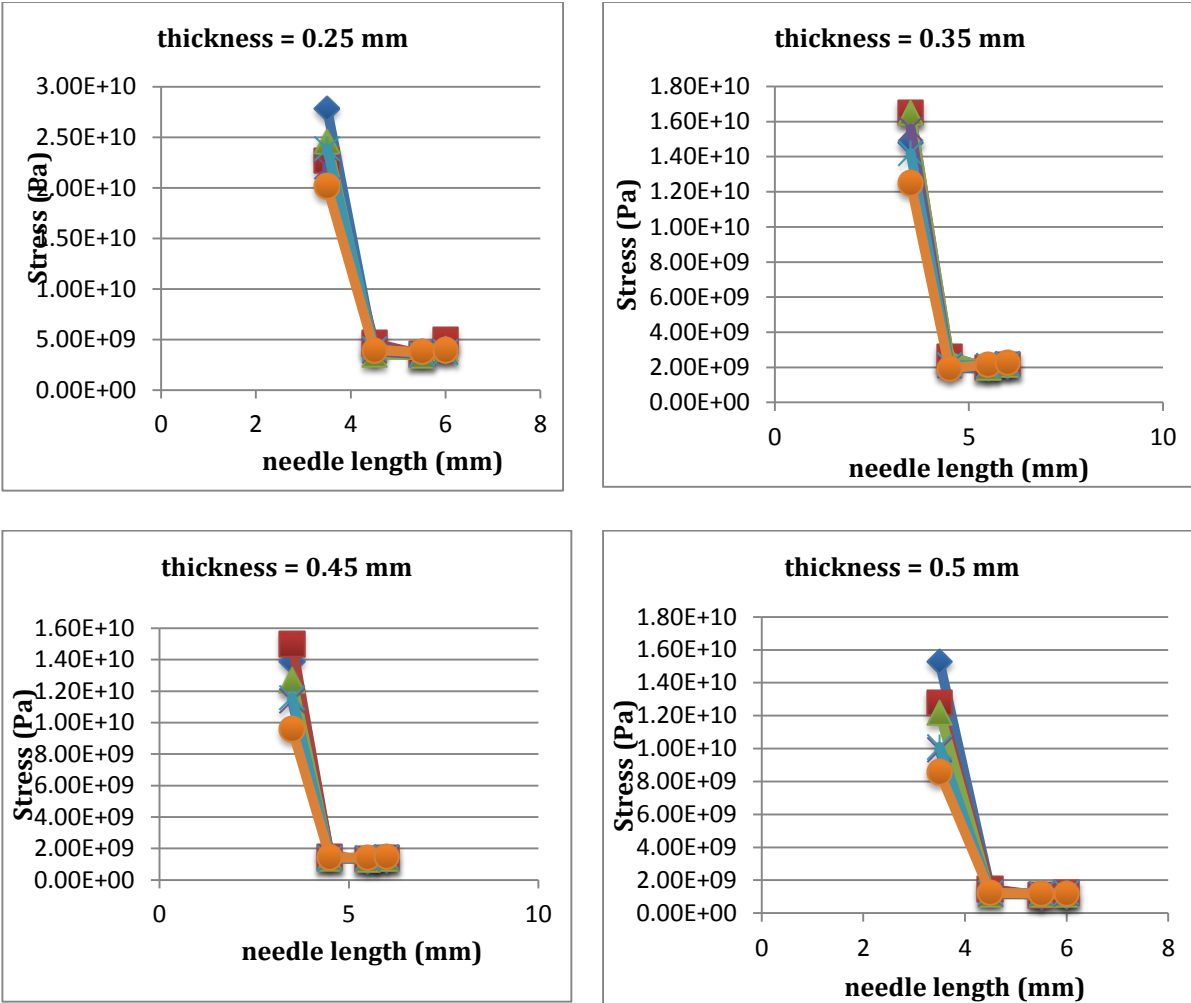 thickness = 0.25 mm
3.00E+10
2.50E+10
2.00E+10
1.50E+10
1.00E+10
5.00E+09
0.00E+00
Stress (Pa)
0 2 4 6 8
needle length (mm)
thickness = 0.35 mm
1.80E+10
1.60E+10
1.40E+10
1.20E+10
1.00E+10
8.00E+09
6.00E+09
4.00E+09
2.00E+09
0.00E+00
Stress (Pa)
0 5 10
needle length (mm)
thickness = 0.45 mm
1.60E+10
1.40E+10
1.20E+10
1.00E+10
8.00E+09
6.00E+09
4.00E+09
2.00E+09
0.00E+00
Stress (Pa)
0 5 10
needle length (mm)
thickness = 0.5 mm
1.80E+10
1.60E+10
1.40E+10
1.20E+10
1.00E+10
8.00E+09
6.00E+09
4.00E+09
2.00E+09
0.00E+00
Stress (Pa)
0 2 4 6 8
needle length (mm)